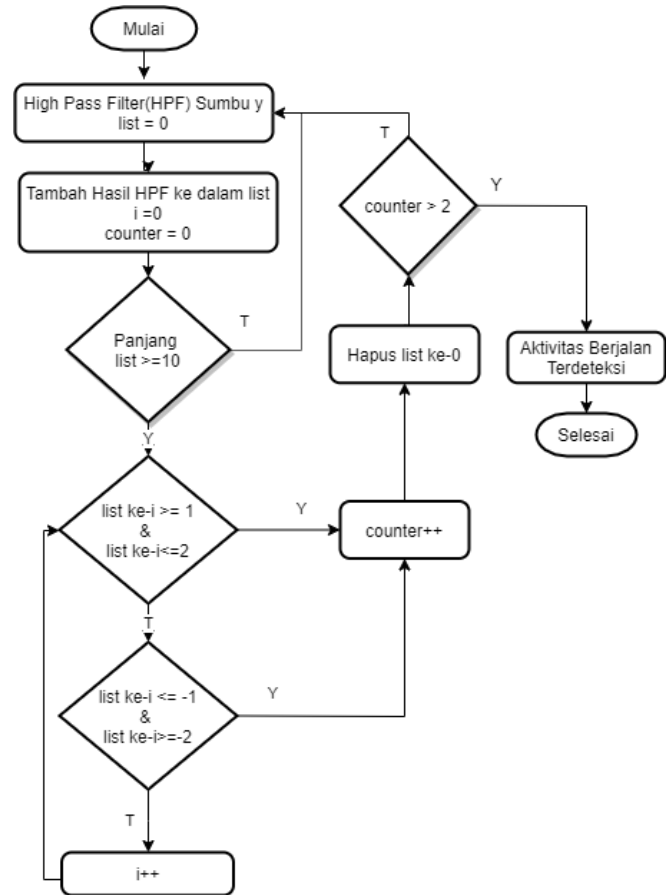 Mulai
High Pass Filter(HPF) Sumbu y
list = 0
Tambah Hasil HPF ke dalam list
i =0
counter = 0
Panjang
list >=10
T
Y
list ke-i >= 1
&
list ke-i<=2
Y
T
list ke-i <= -1
&
list ke-i>=-2
Y
T
i++
counter++
Hapus list ke-0
counter > 2
T
Y
Aktivitas Berjalan
Terdeteksi
Selesai